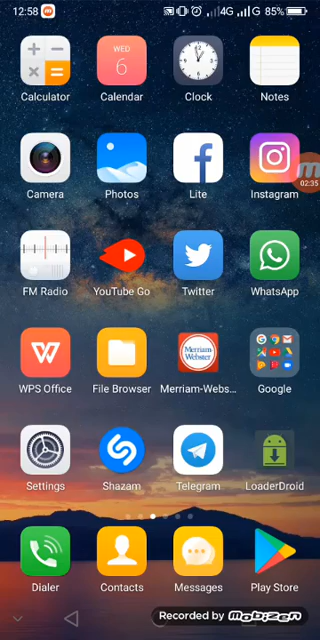 12:58 4G G 85%
WED
6
Calculator Calendar Clock Notes
Camera Photos Lite Instagram
02:35
FM Radio YouTube Go Twitter WhatsApp
Merriam-
Webster
WPS Office File Browser Merriam-Webs... Google
Settings Shazam Telegram LoaderDroid
Dialer Contacts Messages Play Store
Recorded by Mobizen